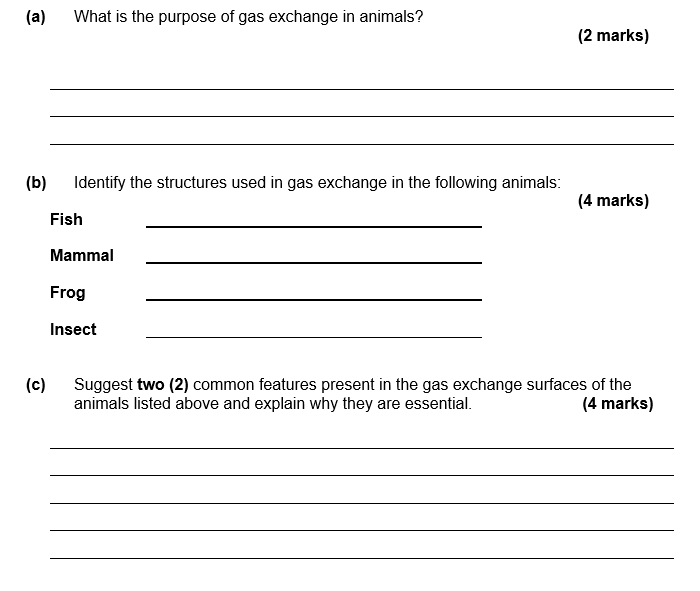 (a) What is the purpose of gas exchange in animals?
(2 marks)
(b) Identify the structures used in gas exchange in the following animals:
(4 marks)
Fish
Mammal
Frog
Insect
(c) Suggest two (2) common features present in the gas exchange surfaces of the
animals listed above and explain why they are essential. (4 marks)